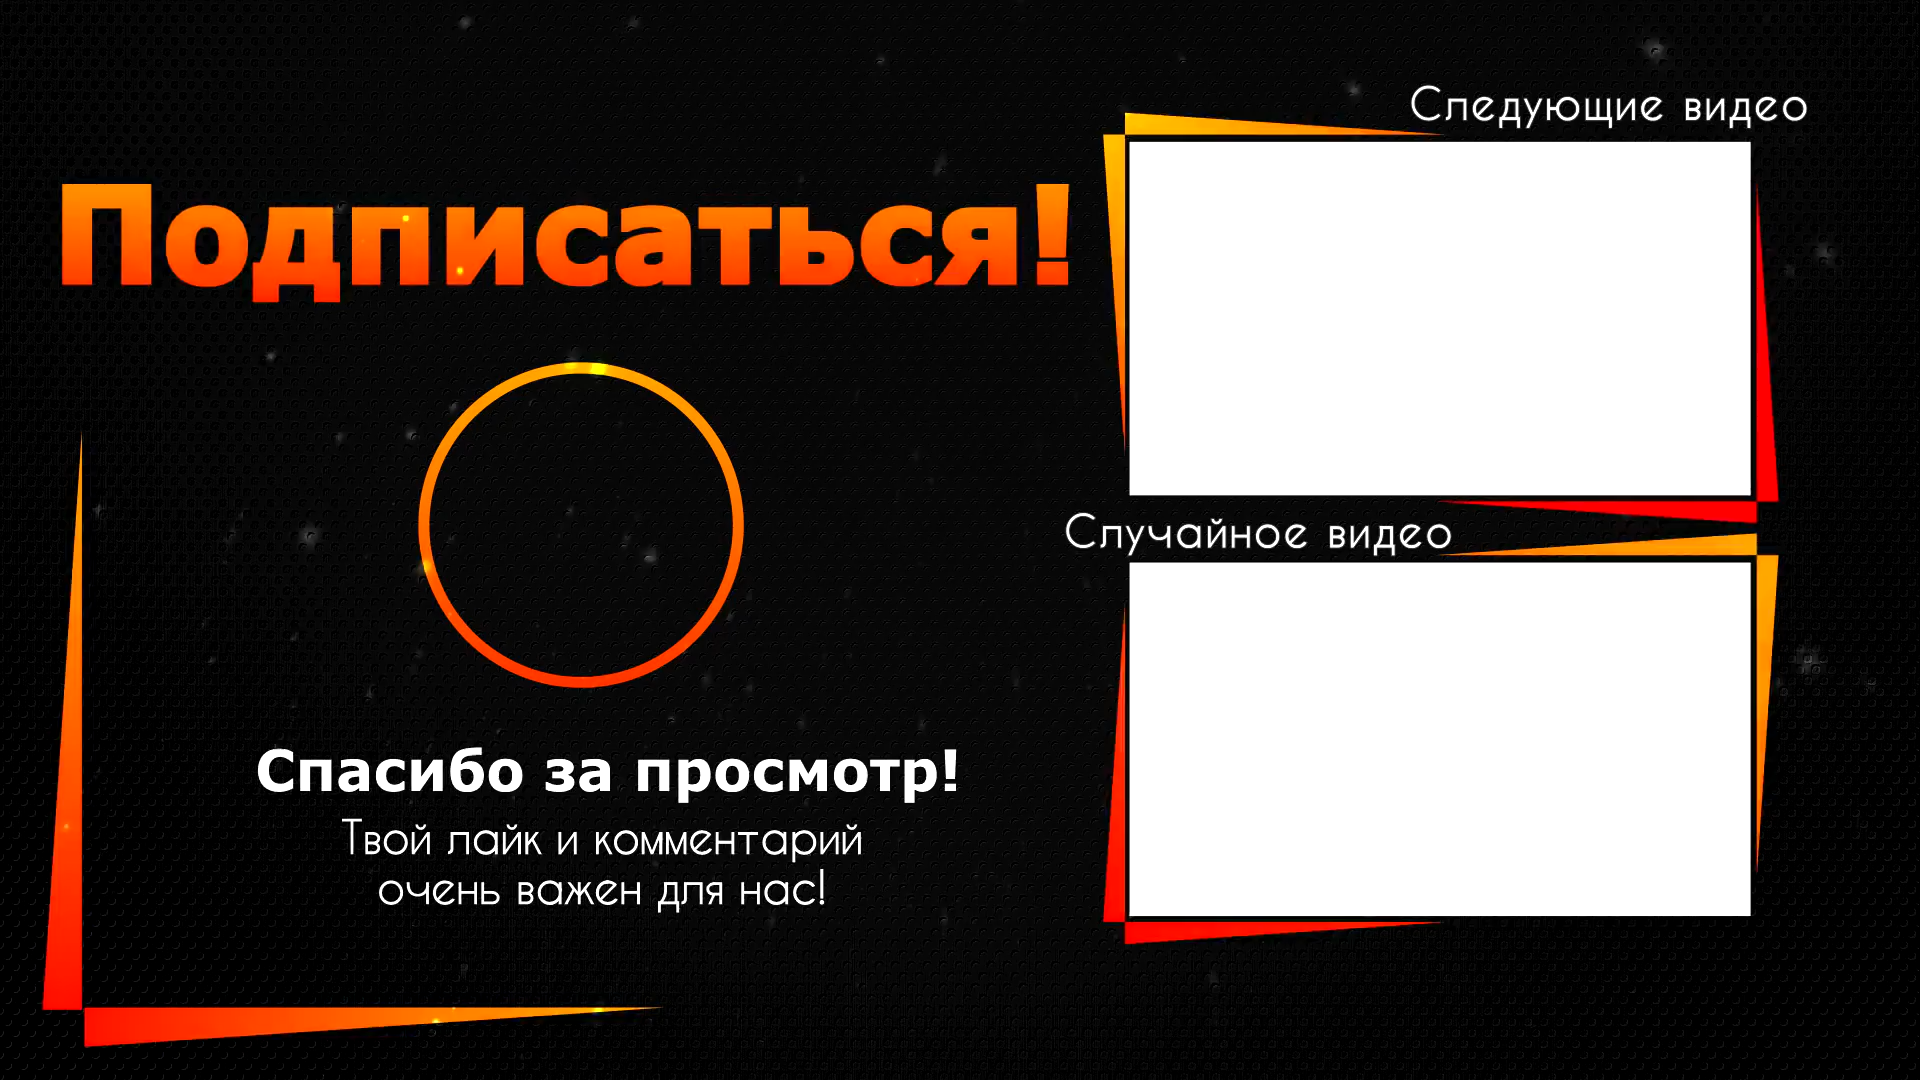 Следующие видео
Подписаться!
Случайное видео
Спасибо за просмотр!
Твой лайк и комментарий
очень важен для нас!